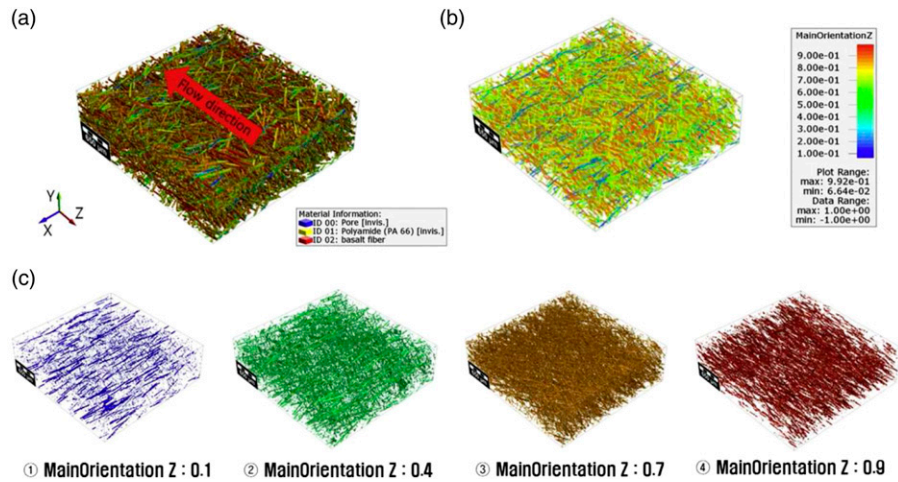 (a)
Flow direction
Y
Z
X
Material Information:
ID 00: Pore [invis.]
ID 01: Polyamide (PA 66) [invis.]
ID 02: basalt fiber
(b)
MainOrientationZ
9.00e-01
8.00e-01
7.00e-01
6.00e-01
5.00e-01
4.00e-01
3.00e-01
2.00e-01
1.00e-01
Plot Range:
max: 9.92e-01
min: 6.64e-02
Data Range:
max: 1.00e+00
min: -1.00e+00
(c)
① MainOrientation Z : 0.1
② MainOrientation Z : 0.4
③ MainOrientation Z : 0.7
④ MainOrientation Z : 0.9